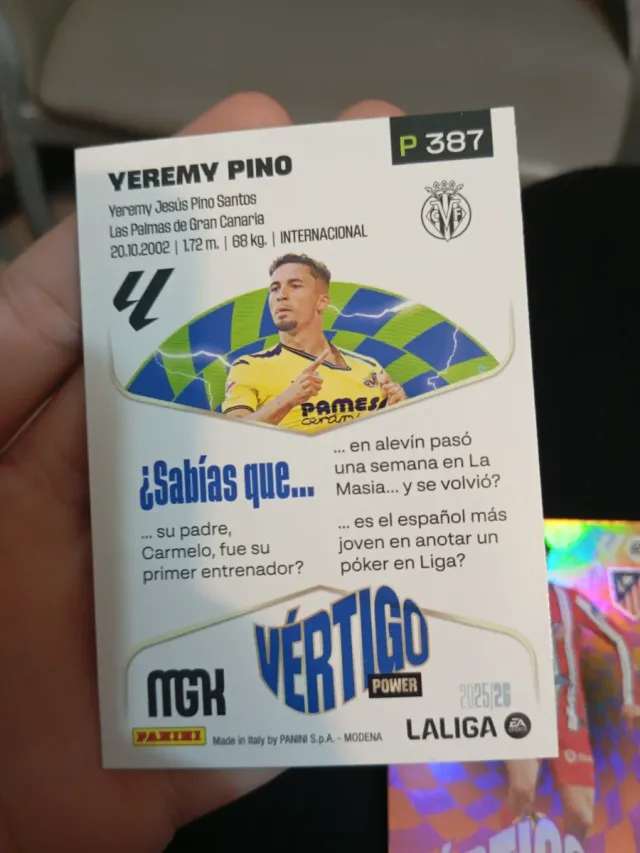 YEREMY PINO
P 387
Yeremy Jesús Pino Santos
Las Palmas de Gran Canaria
20.10.2002 | 1.72 m. | 68 kg. | INTERNACIONAL
PAMESA
cerámica
¿Sabías que...
... en alevín pasó
una semana en La
Masia... y se volvió?
... su padre,
Carmelo, fue su
primer entrenador?
... es el español más
joven en anotar un
póker en Liga?
VÉRTIGO
POWER
MGK
2025/26
PANINI
Made in Italy by PANINI S.p.A. - MODENA
LALIGA
EA
SPORTS